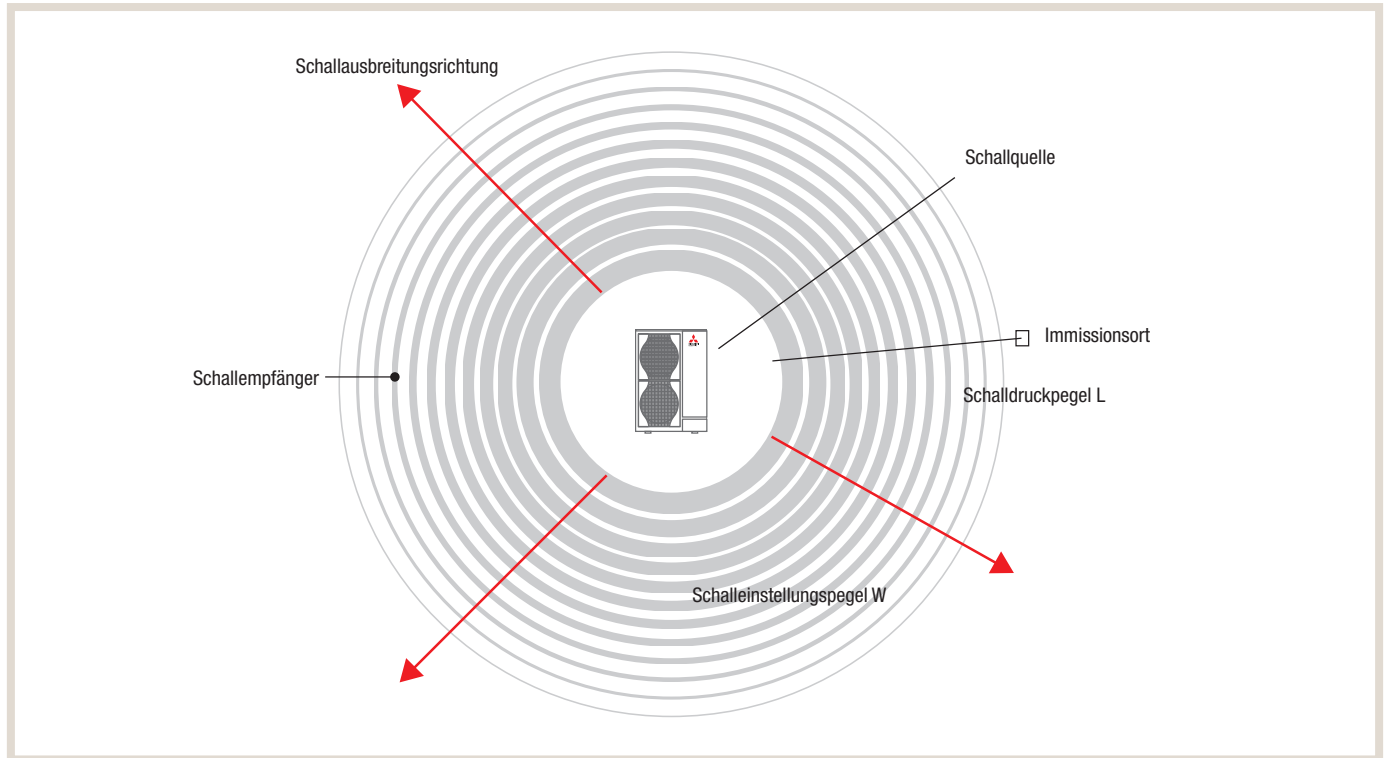 Schallausbreitungsrichtung
Schallquelle
Immissionsort
Schallempfänger
Schalldruckpegel L
Schalleinstellungspegel W